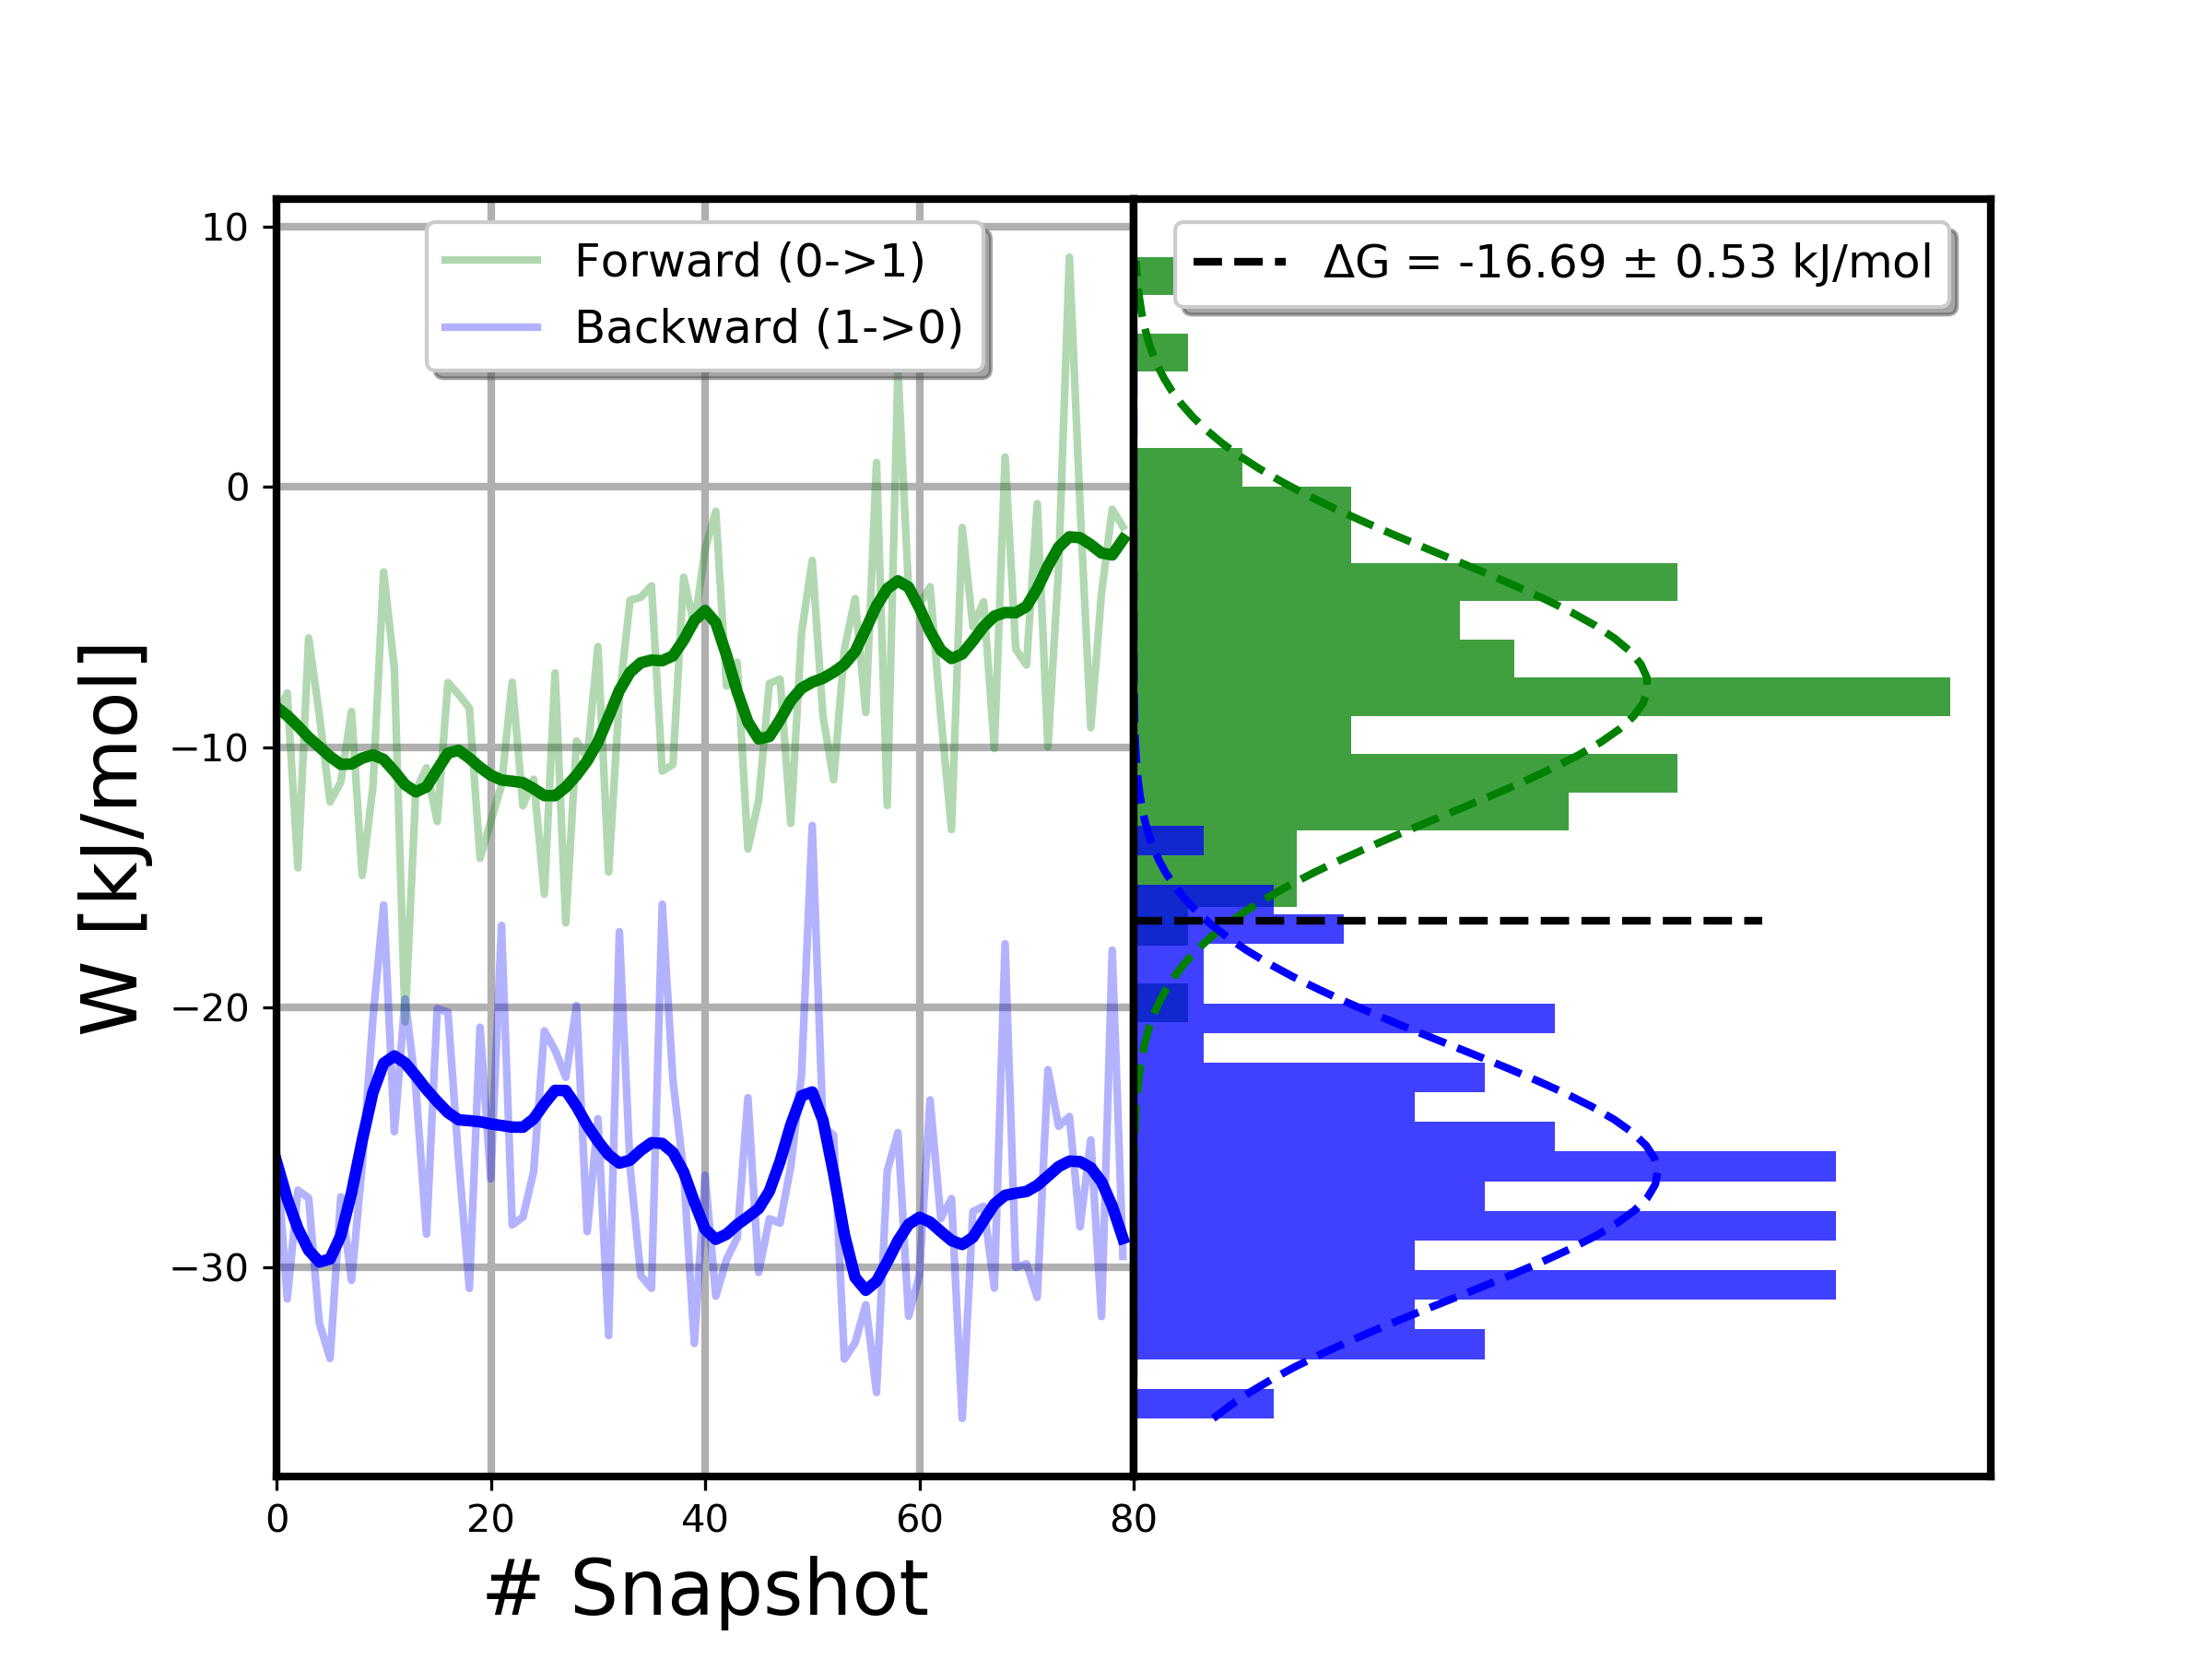 Forward (0->1)
Backward (1->0)
ΔG = -16.69 ± 0.53 kJ/mol
W [kJ/mol]
10
0
−10
−20
−30
0 20 40 60 80
# Snapshot